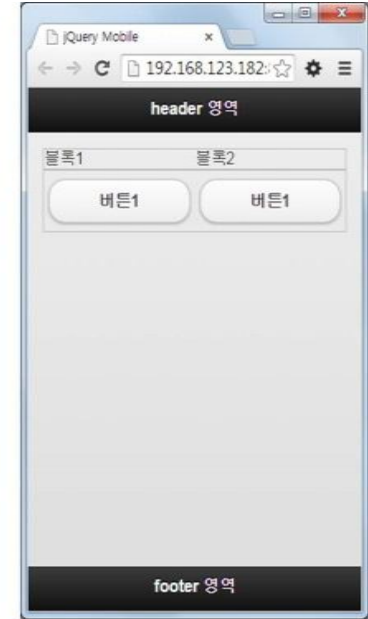 jQuery Mobile
192.168.123.182:
header 영역
블록1 블록2
버튼1 버튼1
footer 영역